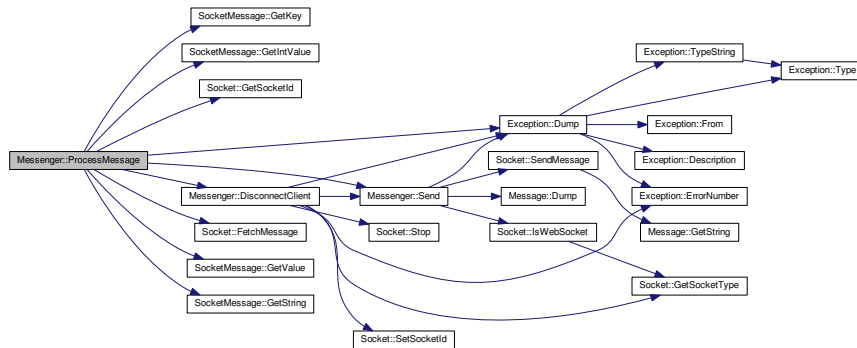 SocketMessage::GetKey
SocketMessage::GetIntValue
Socket::GetSocketId
Messenger::ProcessMessage
Messenger::DisconnectClient
Socket::FetchMessage
SocketMessage::GetValue
SocketMessage::GetString
Messenger::Send
Socket::Stop
Socket::SetSocketId
Exception::Dump
Socket::SendMessage
Message::Dump
Socket::IsWebSocket
Exception::TypeString
Exception::From
Exception::Description
Exception::ErrorNumber
Message::GetString
Socket::GetSocketType
Exception::Type